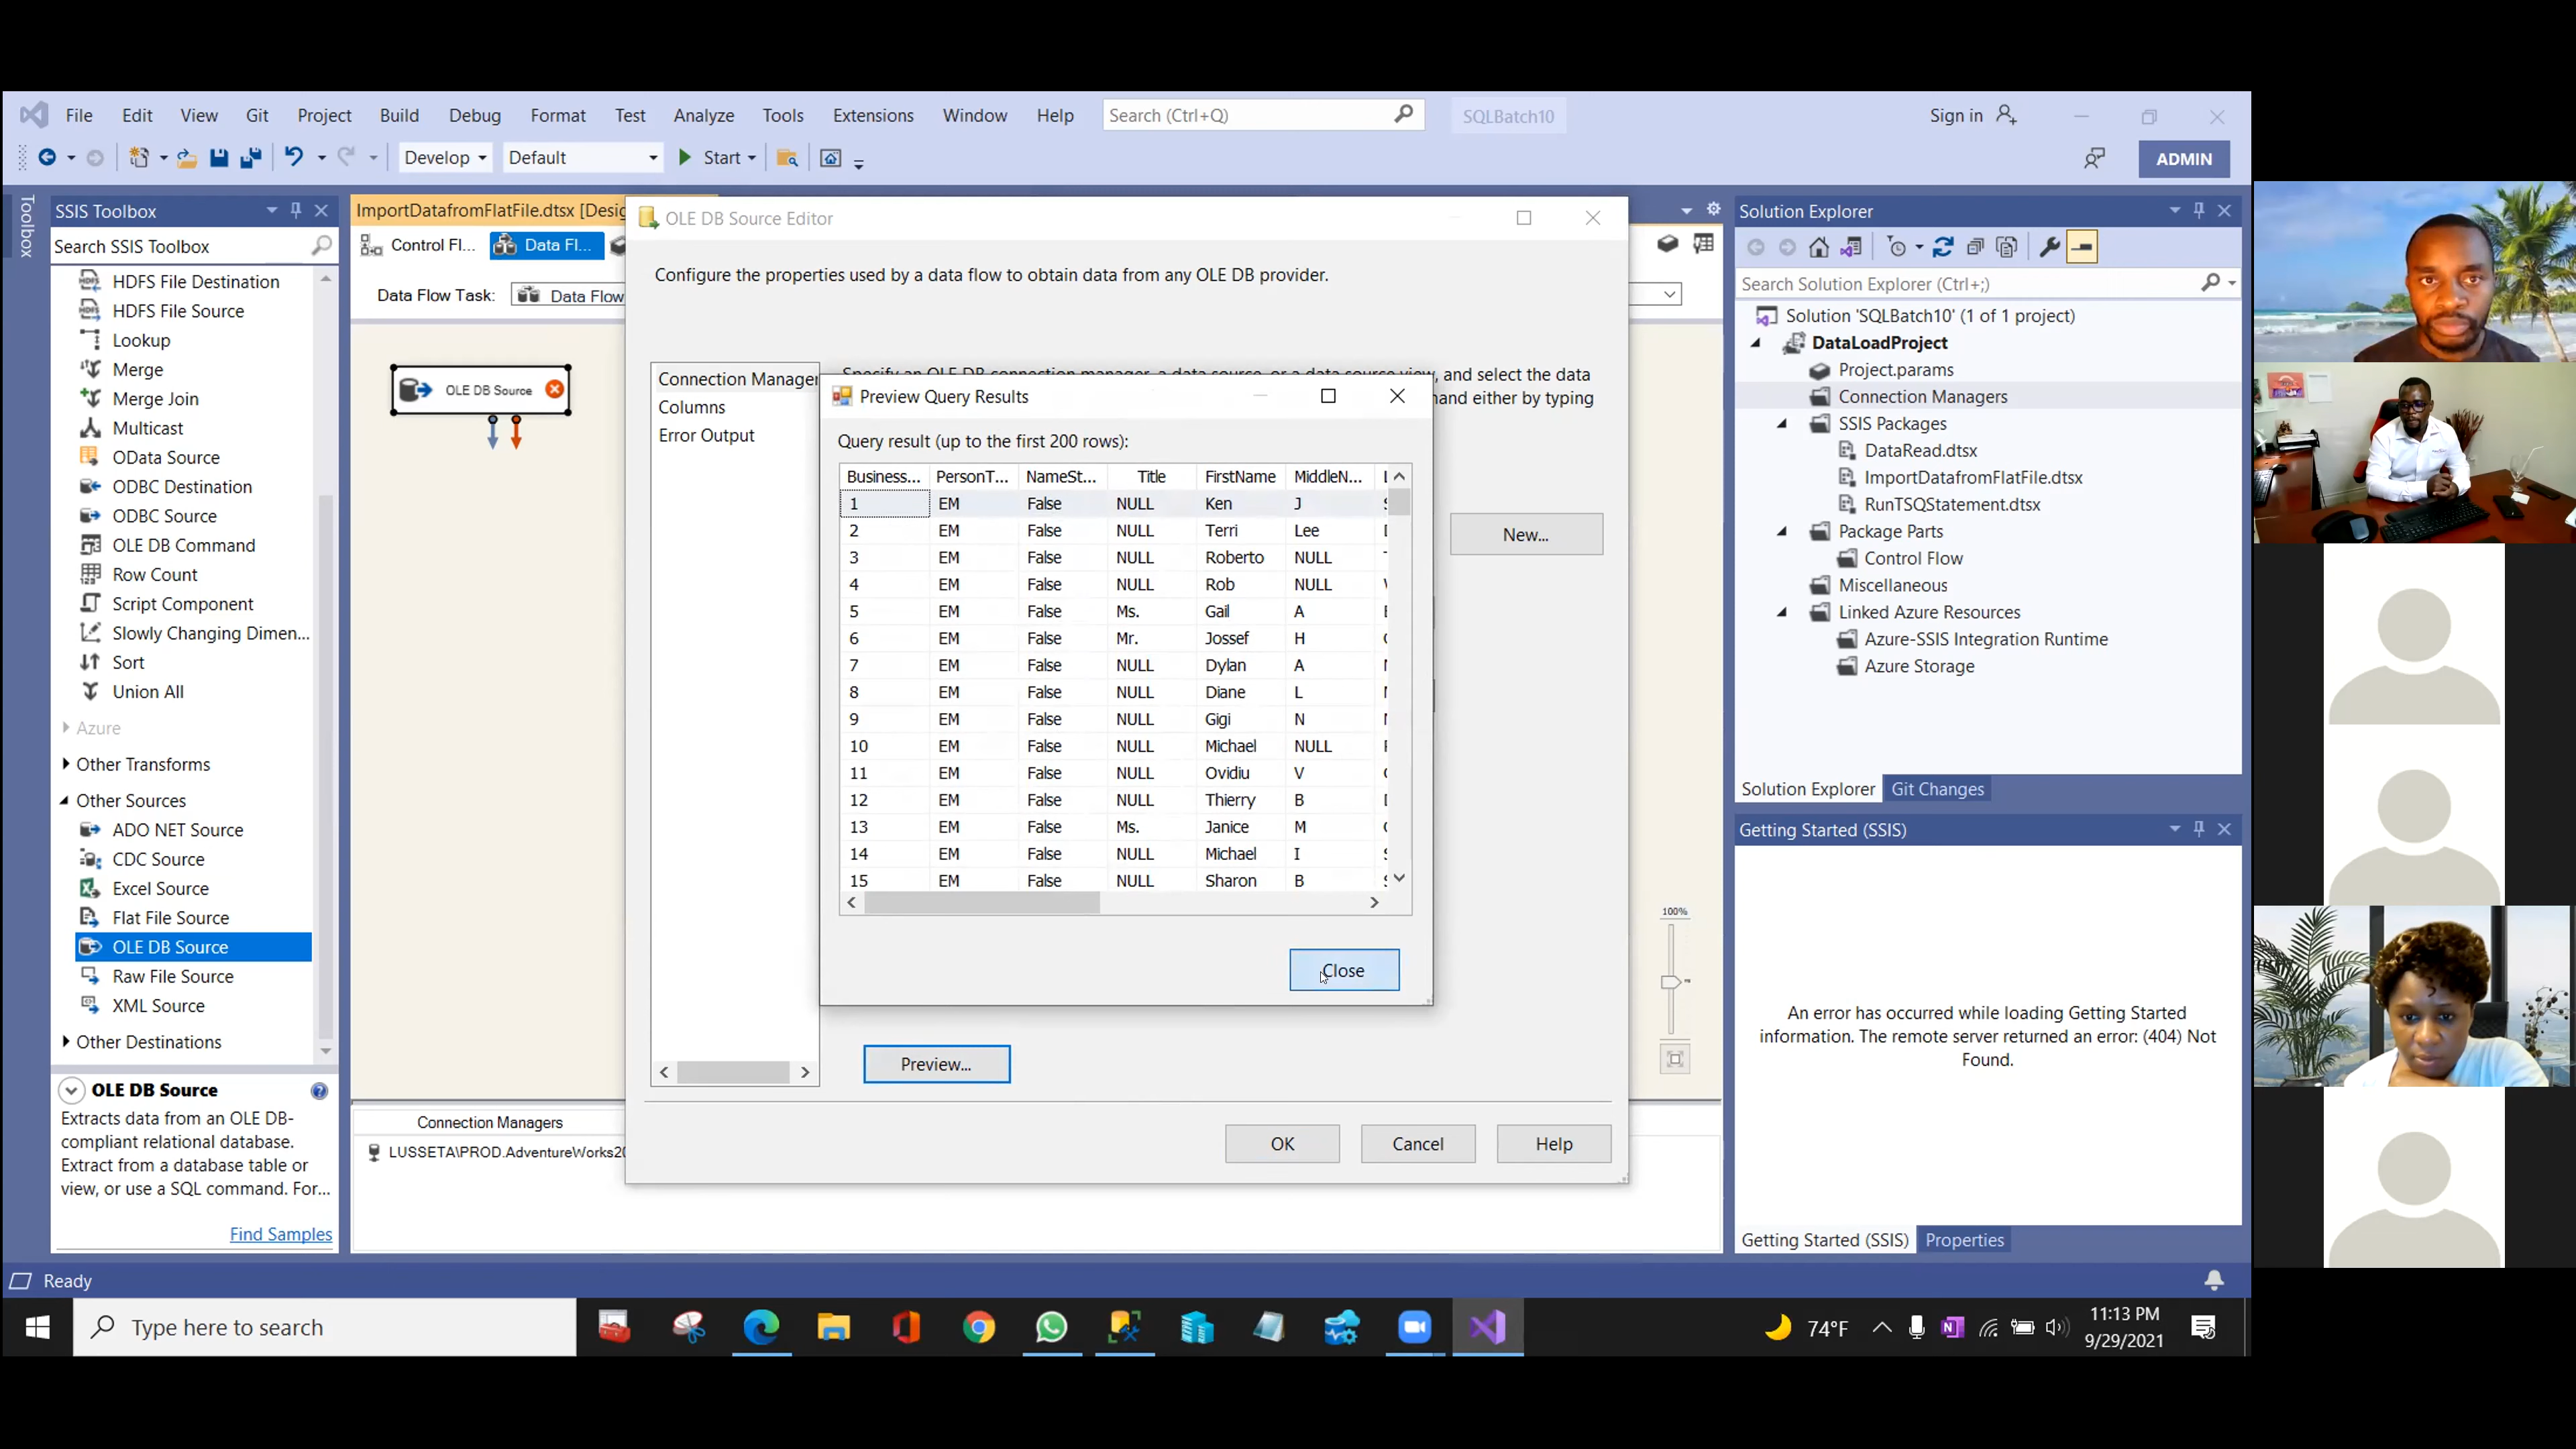 File Edit View Git Project Build Debug Format Test Analyze Tools Extensions Window Help Search (Ctrl+Q) SQLBatch10 Sign in
Develop Default Start ADMIN
Toolbox
SSIS Toolbox
Search SSIS Toolbox
HDFS File Destination
HDFS File Source
Lookup
Merge
Merge Join
Multicast
OData Source
ODBC Destination
ODBC Source
OLE DB Command
Row Count
Script Component
Slowly Changing Dimen...
Sort
Union All
Azure
Other Transforms
Other Sources
ADO NET Source
CDC Source
Excel Source
Flat File Source
OLE DB Source
Raw File Source
XML Source
Other Destinations
OLE DB Source
Extracts data from an OLE DB-
compliant relational database.
Extract from a database table or
view, or use a SQL command. For...
Find Samples
ImportDatafromFlatFile.dtsx [Desig
Control Fl... Data Fl...
Data Flow Task: Data Flow
OLE DB Source
Connection Managers
LUSSETA\PROD.AdventureWorks20
OLE DB Source Editor
Configure the properties used by a data flow to obtain data from any OLE DB provider.
Connection Manager
Columns
Error Output
Specify an OLE DB connection manager, a data source, or a data source view, and select the data
and either by typing
New...
Preview Query Results
Query result (up to the first 200 rows):
Business... PersonT... NameSt... Title FirstName MiddleN... L
1 EM False NULL Ken J S
2 EM False NULL Terri Lee D
3 EM False NULL Roberto NULL T
4 EM False NULL Rob NULL W
5 EM False Ms. Gail A E
6 EM False Mr. Jossef H G
7 EM False NULL Dylan A M
8 EM False NULL Diane L M
9 EM False NULL Gigi N M
10 EM False NULL Michael NULL R
11 EM False NULL Ovidiu V C
12 EM False NULL Thierry B D
13 EM False Ms. Janice M G
14 EM False NULL Michael I S
15 EM False NULL Sharon B S
Close
Preview...
OK Cancel Help
100%
Solution Explorer
Search Solution Explorer (Ctrl+;)
Solution 'SQLBatch10' (1 of 1 project)
DataLoadProject
Project.params
Connection Managers
SSIS Packages
DataRead.dtsx
ImportDatafromFlatFile.dtsx
RunTSQStatement.dtsx
Package Parts
Control Flow
Miscellaneous
Linked Azure Resources
Azure-SSIS Integration Runtime
Azure Storage
Solution Explorer Git Changes
Getting Started (SSIS)
An error has occurred while loading Getting Started
information. The remote server returned an error: (404) Not
Found.
Getting Started (SSIS) Properties
Ready
Type here to search
74°F
11:13 PM
9/29/2021